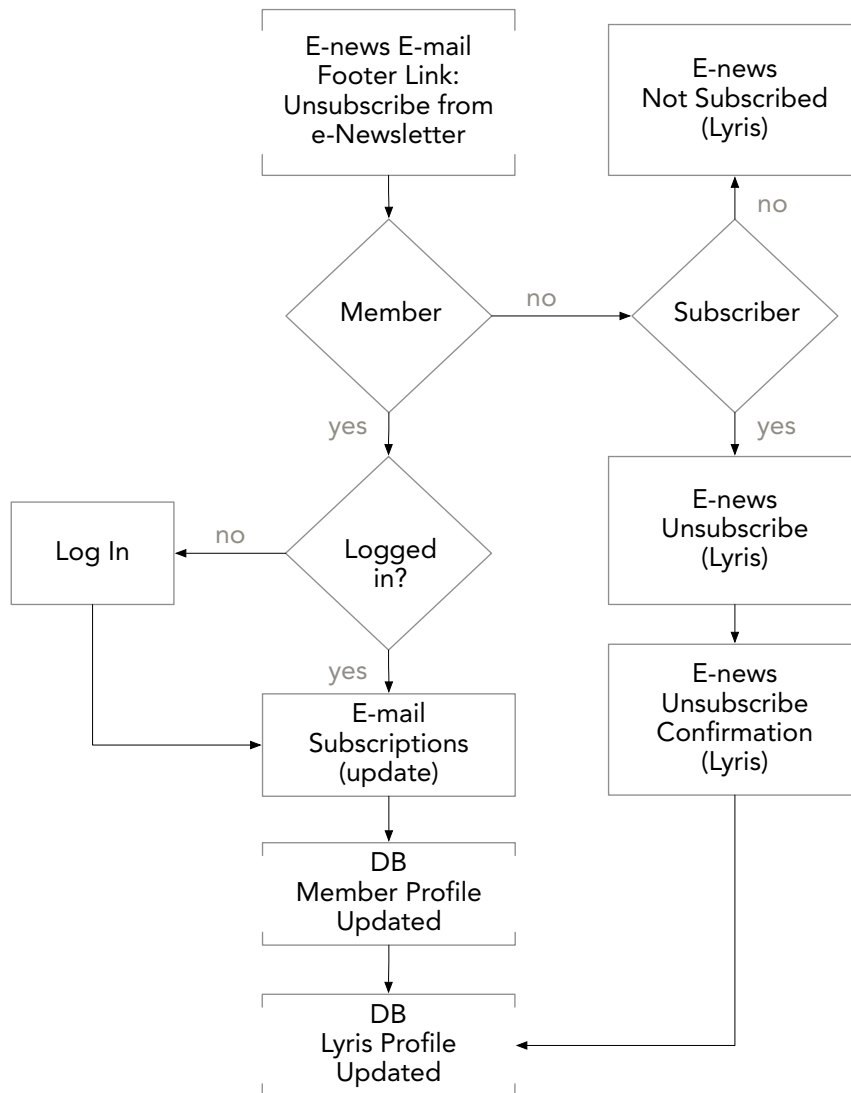 E-news E-mail
Footer Link:
Unsubscribe from
e-Newsletter
E-news
Not Subscribed
(Lyris)
no
Member
no
Subscriber
yes
yes
E-news
Unsubscribe
(Lyris)
Log In
no
Logged
in?
yes
E-news
Unsubscribe
Confirmation
(Lyris)
E-mail
Subscriptions
(update)
DB
Member Profile
Updated
DB
Lyris Profile
Updated